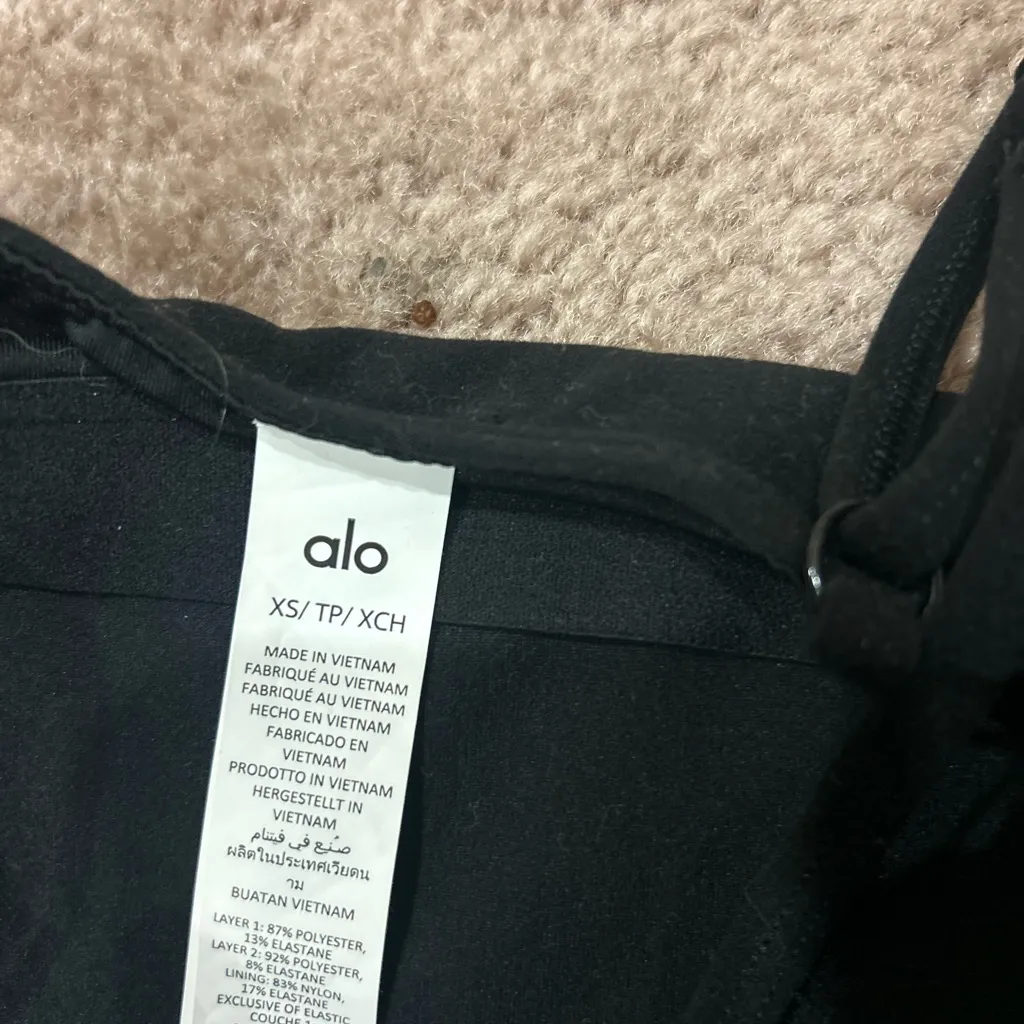 alo
XS/ TP/ XCH
MADE IN VIETNAM
FABRIQUÉ AU VIETNAM
FABRIQUÉ AU VIETNAM
HECHO EN VIETNAM
FABRICADO EN
VIETNAM
PRODOTTO IN VIETNAM
HERGESTELLT IN
VIETNAM
صُنِع في فيتنام
ผลิตในประเทศเวียดน
าม
BUATAN VIETNAM
LAYER 1: 87% POLYESTER,
13% ELASTANE
LAYER 2: 92% POLYESTER,
8% ELASTANE
LINING: 83% NYLON,
17% ELASTANE
EXCLUSIVE OF ELASTIC
COUCHE